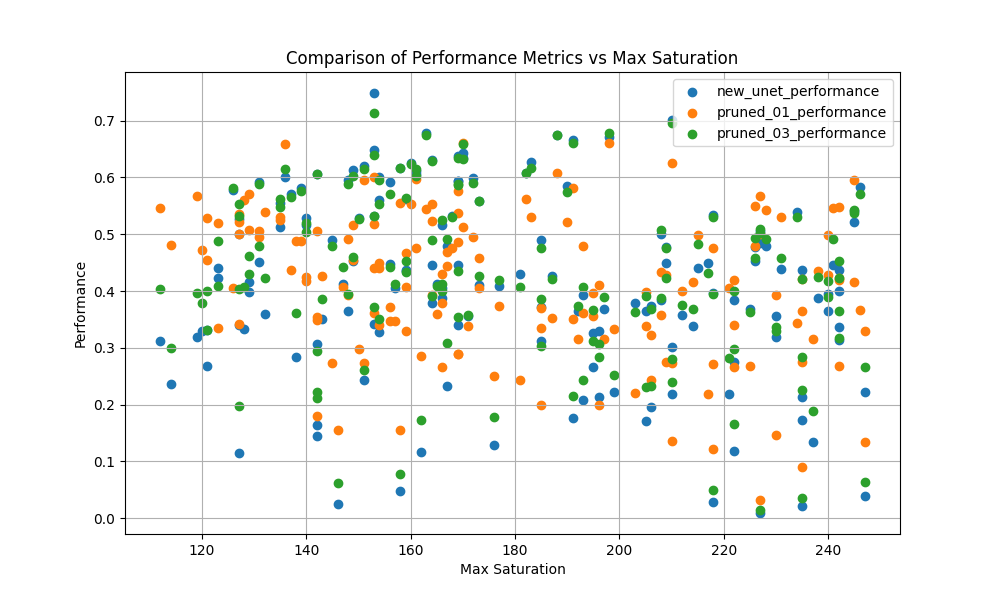 Comparison of Performance Metrics vs Max Saturation
new_unet_performance
pruned_01_performance
pruned_03_performance
Performance
0.7
0.6
0.5
0.4
0.3
0.2
0.1
0.0
120 140 160 180 200 220 240
Max Saturation